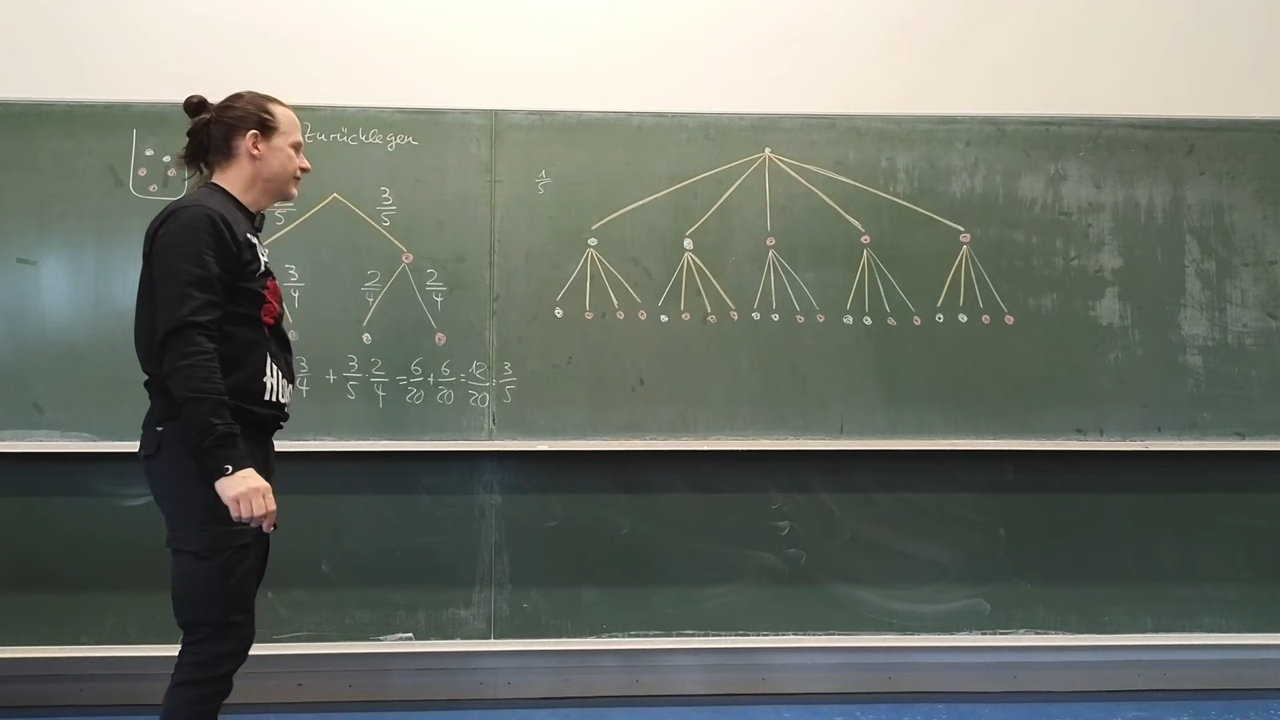 Zurücklegen
1/5
/5 3/5
3/4 2/4 2/4
3/4 + 3/5 · 2/4 = 6/20 + 6/20 = 12/20 = 3/5